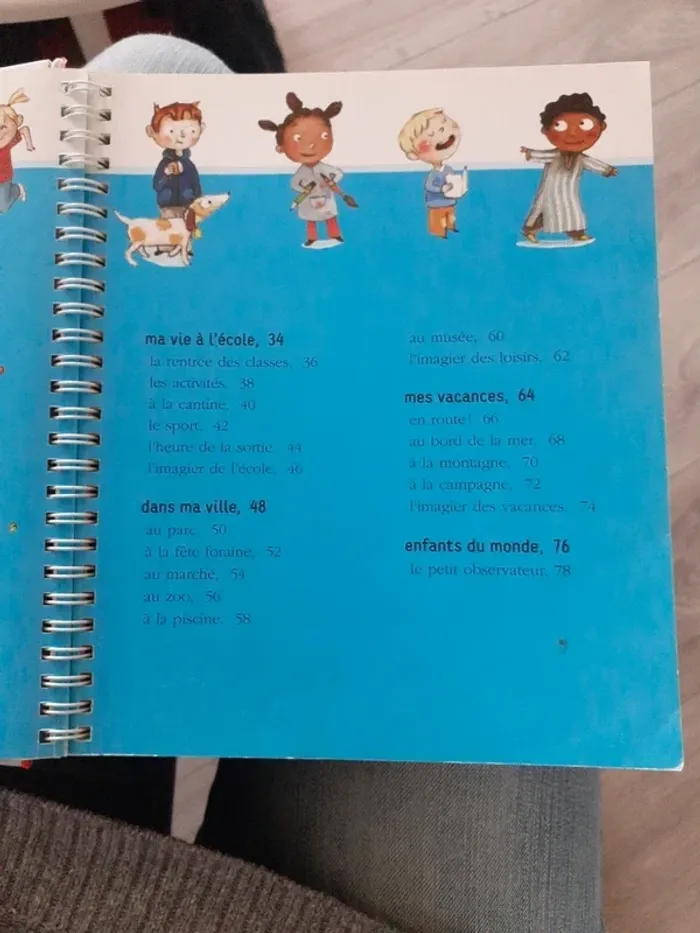 ma vie à l'école, 34
la rentrée des classes, 36
les activités, 38
à la cantine, 40
le sport, 42
l'heure de la sortie, 44
l'imagier de l'école, 46
dans ma ville, 48
au parc, 50
à la fête foraine, 52
au marché, 54
au zoo, 56
à la piscine, 58
au musée, 60
l'imagier des loisirs, 62
mes vacances, 64
en route! 66
au bord de la mer, 68
à la montagne, 70
à la campagne, 72
l'imagier des vacances, 74
enfants du monde, 76
le petit observateur, 78